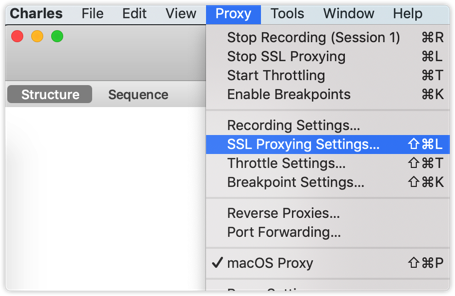 Charles File Edit View Proxy Tools Window Help
Stop Recording (Session 1) ⌘R
Stop SSL Proxying ⌘L
Start Throttling ⌘T
Enable Breakpoints ⌘K
Structure Sequence
Recording Settings...
SSL Proxying Settings... ⇧⌘L
Throttle Settings... ⇧⌘T
Breakpoint Settings... ⇧⌘K
Reverse Proxies...
Port Forwarding...
✓ macOS Proxy ⇧⌘P